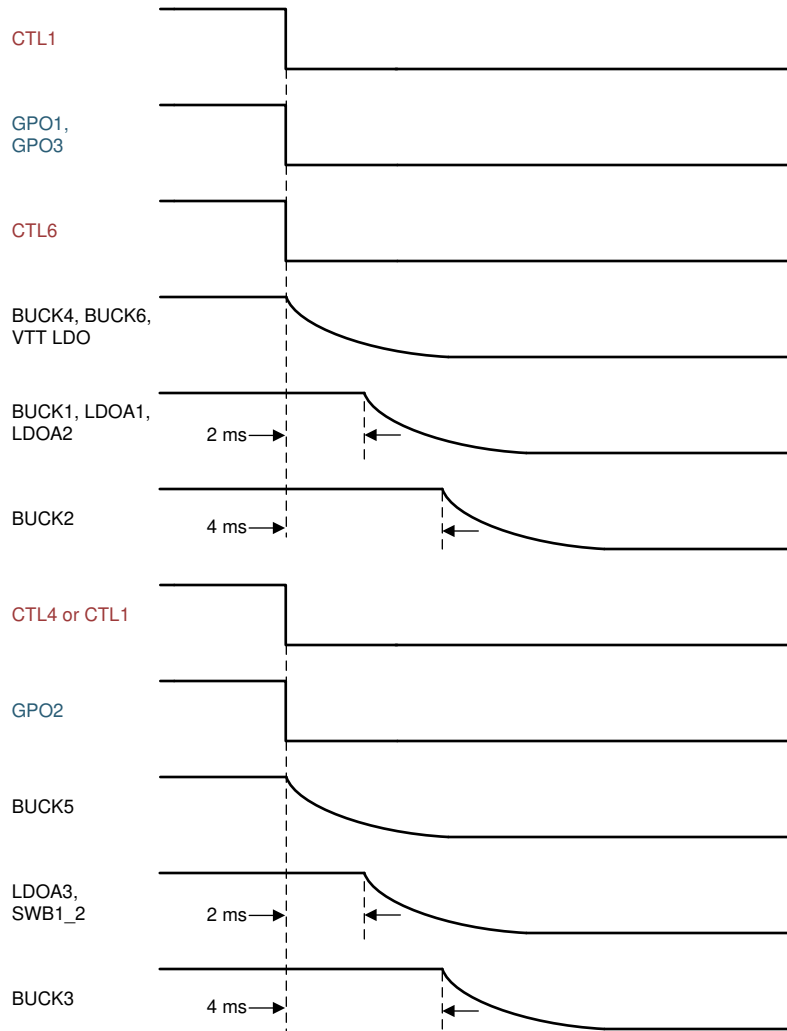 CTL1
GPO1,
GPO3
CTL6
BUCK4, BUCK6,
VTT LDO
BUCK1, LDOA1,
LDOA2
2 ms
BUCK2
4 ms
CTL4 or CTL1
GPO2
BUCK5
LDOA3,
SWB1_2
2 ms
BUCK3
4 ms